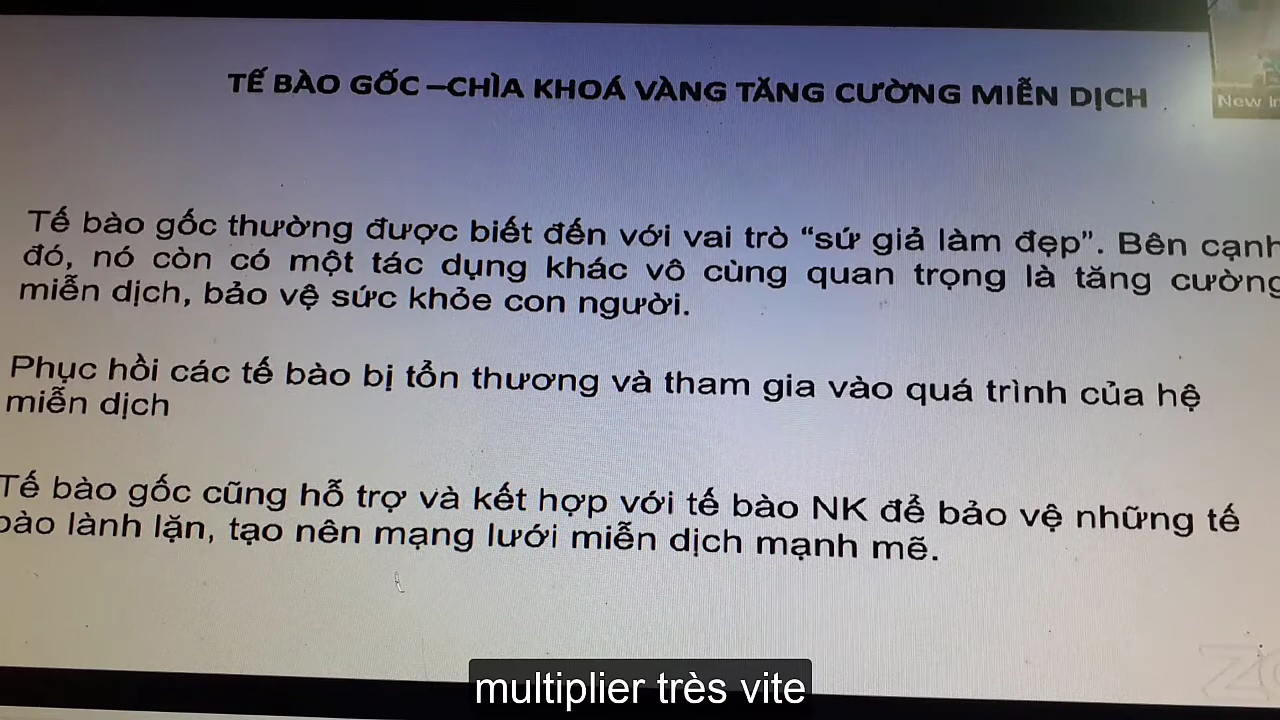 TẾ BÀO GỐC –CHÌA KHOÁ VÀNG TĂNG CƯỜNG MIỄN DỊCH
New
Tế bào gốc thường được biết đến với vai trò “sứ giả làm đẹp”. Bên cạnh
đó, nó còn có một tác dụng khác vô cùng quan trọng là tăng cường
miễn dịch, bảo vệ sức khỏe con người.
Phục hồi các tế bào bị tổn thương và tham gia vào quá trình của hệ
miễn dịch
Tế bào gốc cũng hỗ trợ và kết hợp với tế bào NK để bảo vệ những tế
bào lành lặn, tạo nên mạng lưới miễn dịch mạnh mẽ.
multiplier très vite